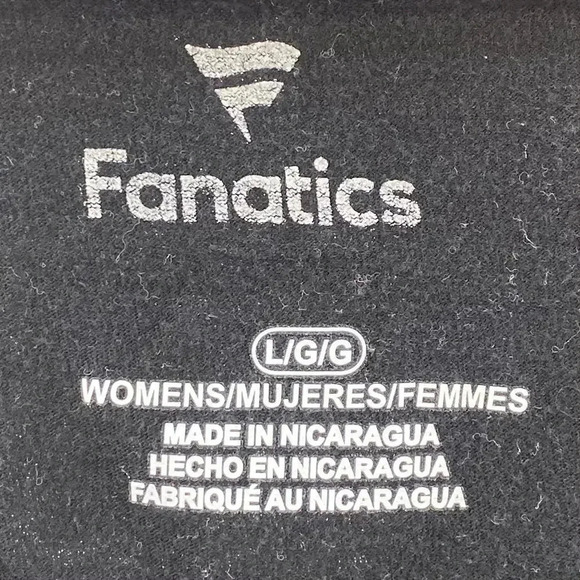 Fanatics
L/G/G
WOMENS/MUJERES/FEMMES
MADE IN NICARAGUA
HECHO EN NICARAGUA
FABRIQUÉ AU NICARAGUA